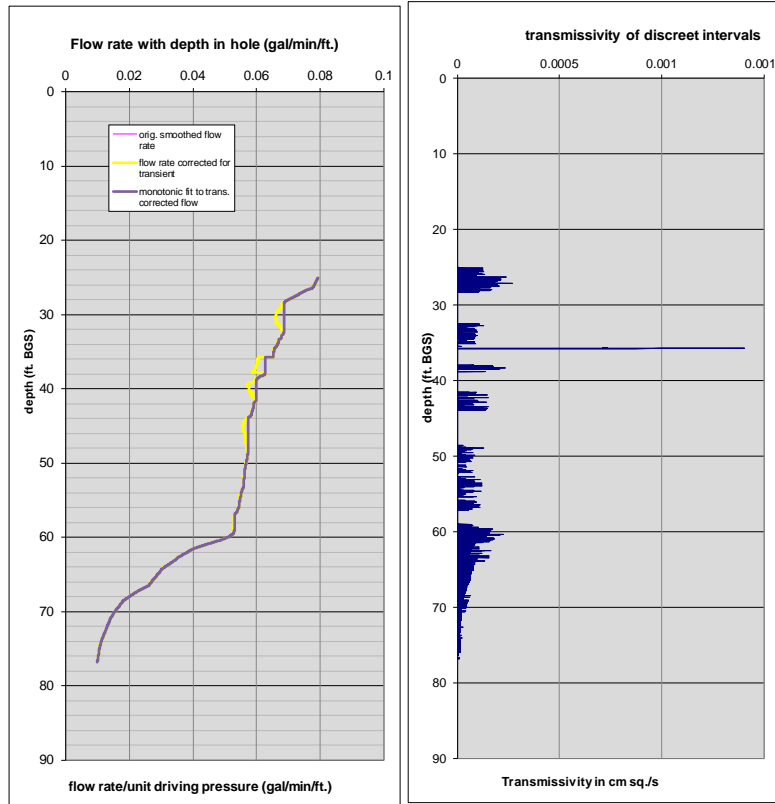 Flow rate with depth in hole (gal/min/ft.)
0 0.02 0.04 0.06 0.08 0.1
0
10
20
30
40
50
60
70
80
90
orig. smoothed flow
rate
flow rate corrected for
transient
monotonic fit to trans.
corrected flow
depth (ft. BGS)
flow rate/unit driving pressure (gal/min/ft.)
transmissivity of discreet intervals
0 0.0005 0.001 0.001
0
10
20
30
40
50
60
70
80
90
depth (ft. BGS)
Transmissivity in cm sq./s